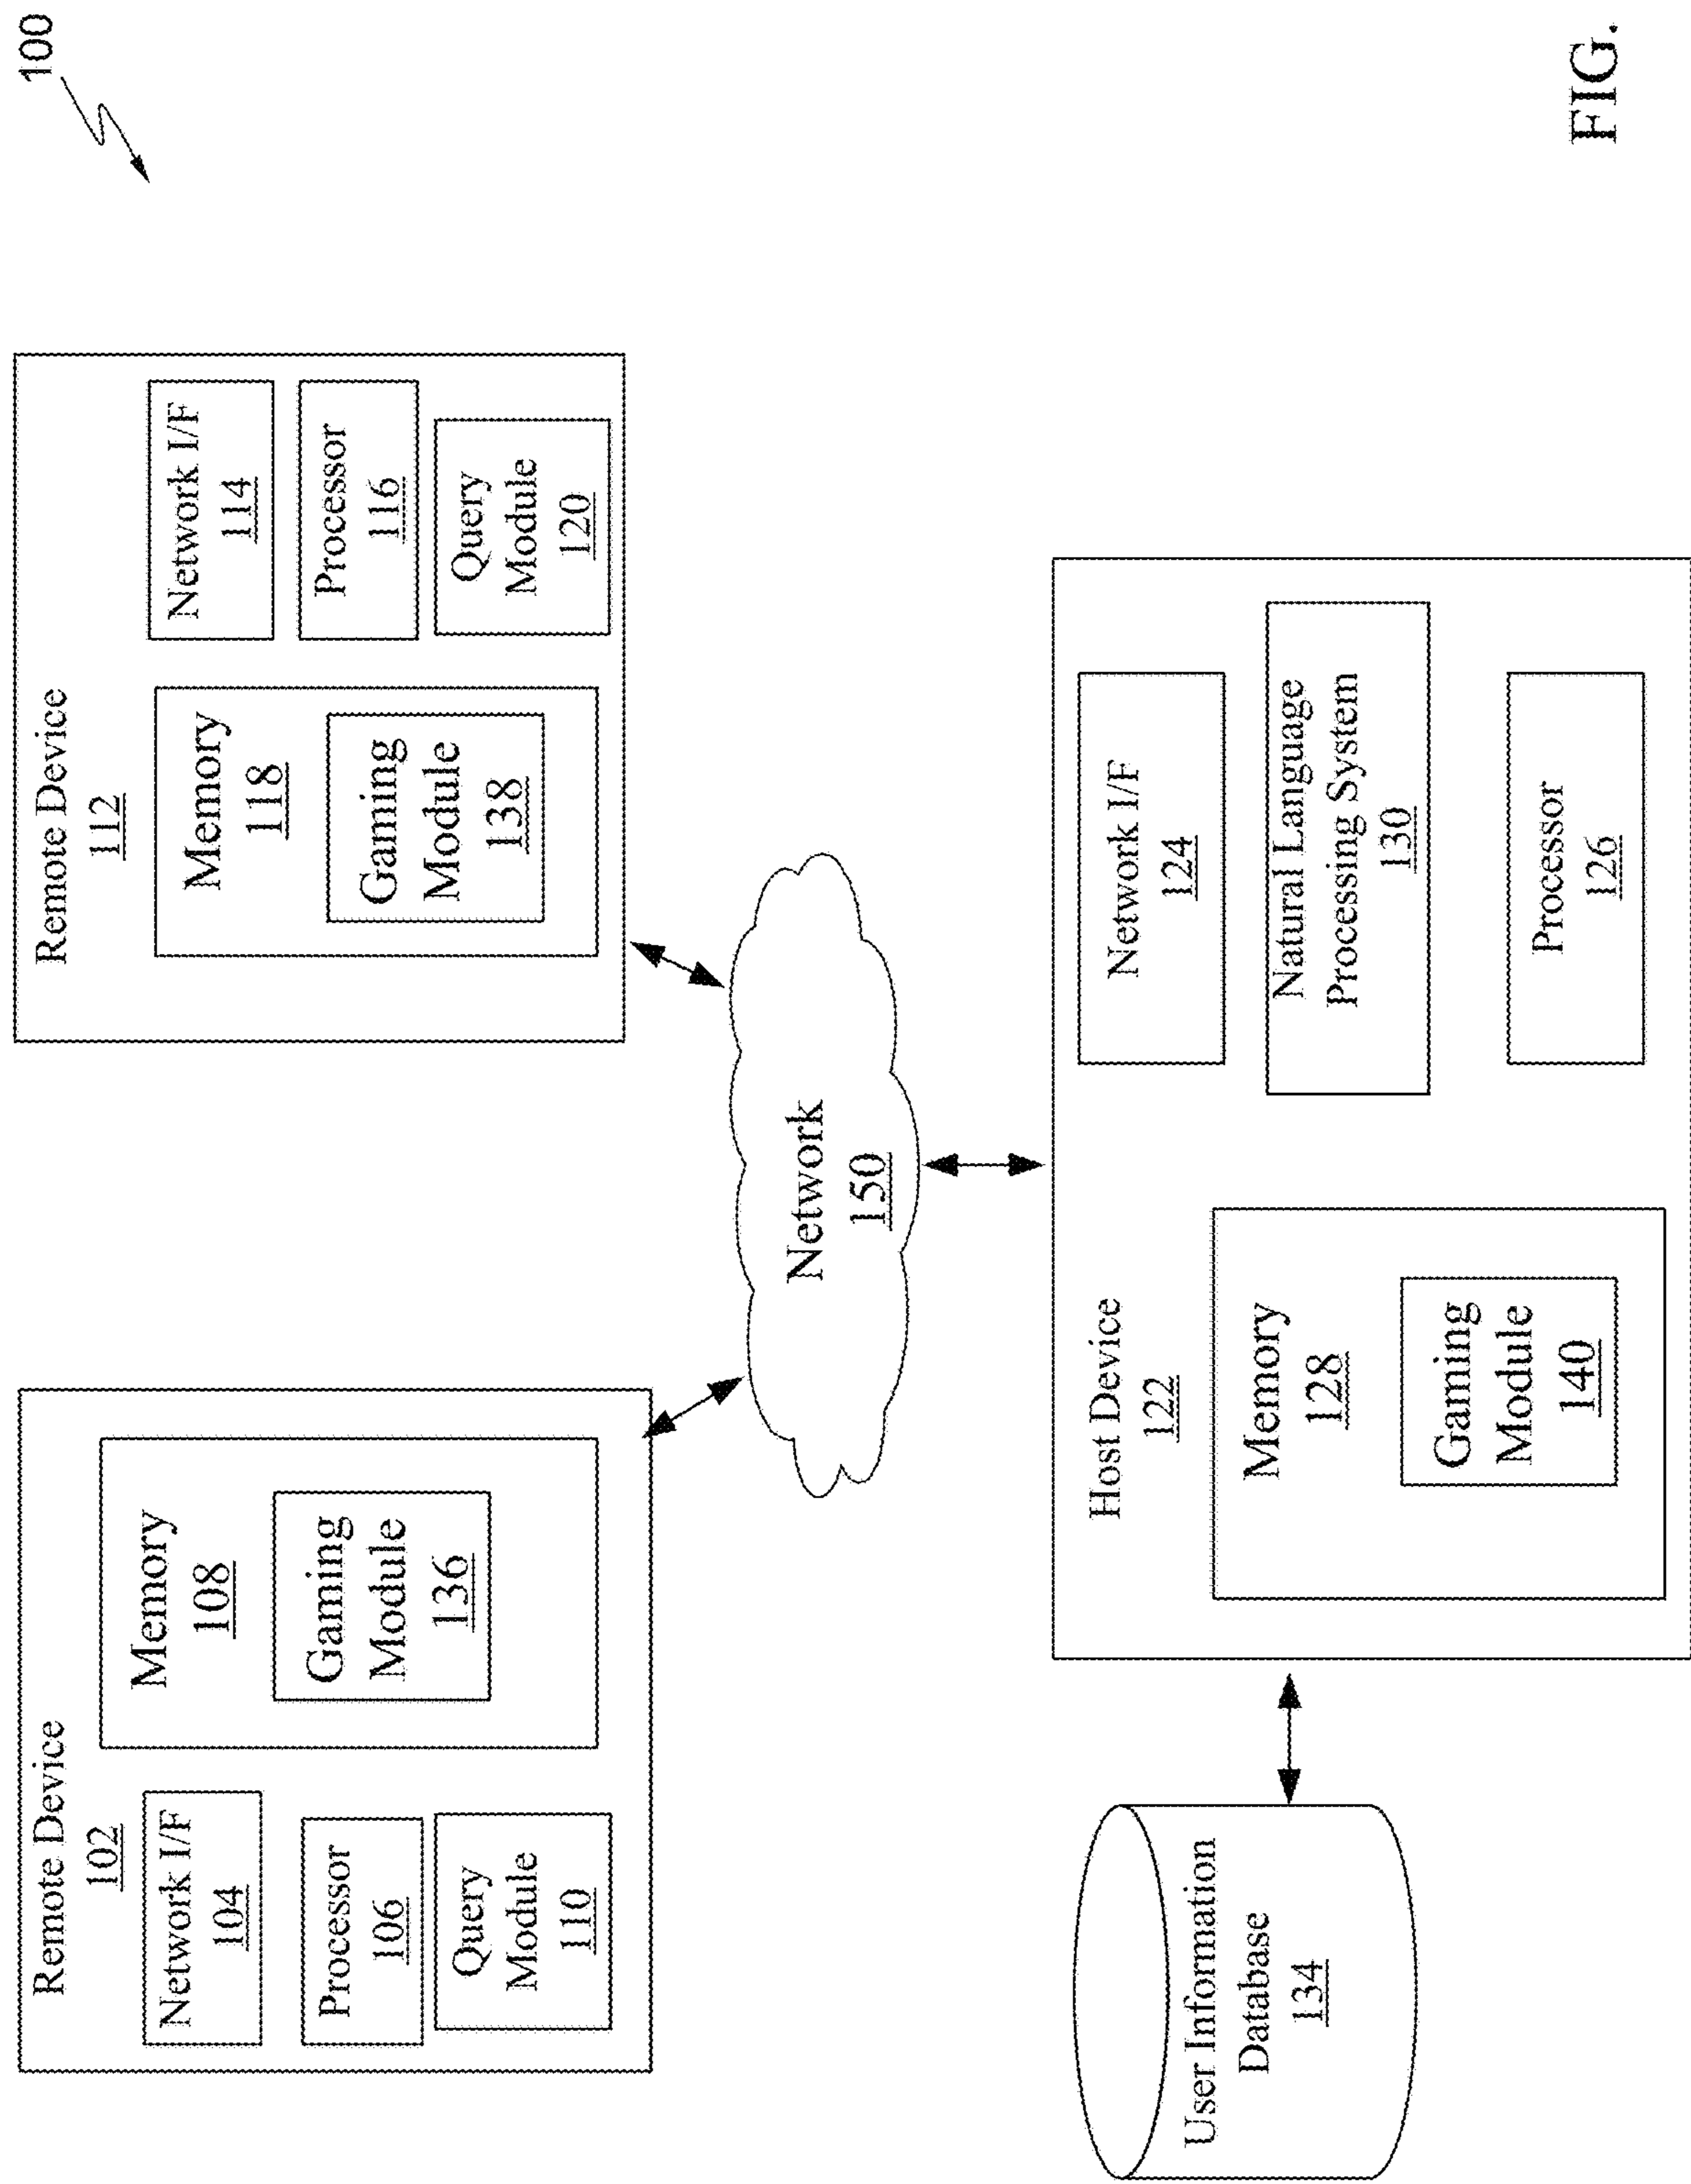 100
Remote Device
102
Network I/F
104
Processor
106
Query
Module
110
Memory
108
Gaming
Module
136
Remote Device
112
Memory
118
Gaming
Module
138
Network I/F
114
Processor
116
Query
Module
120
Network
150
User Information
Database
134
Host Device
122
Memory
128
Gaming
Module
140
Network I/F
124
Natural Language
Processing System
130
Processor
126
FIG.